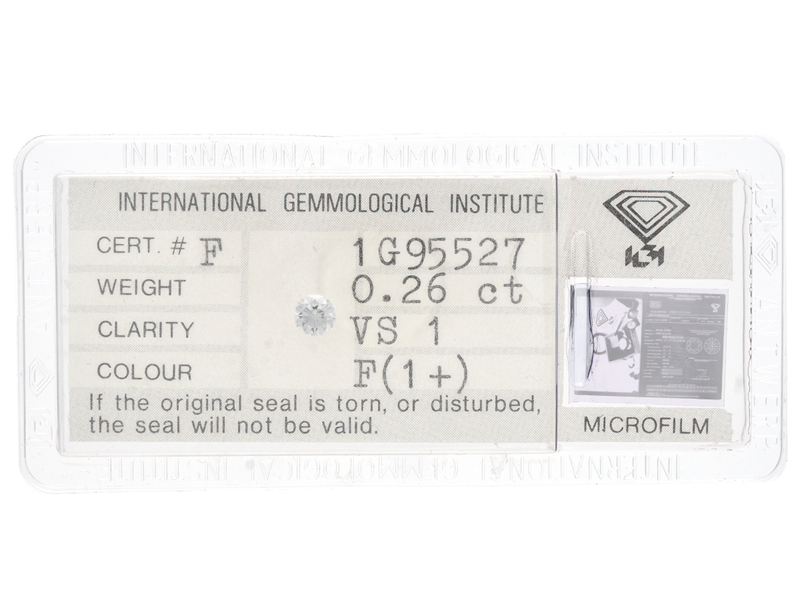 INTERNATIONAL GEMMOLOGICAL INSTITUTE
INTERNATIONAL GEMMOLOGICAL INSTITUTE
CERT. # F 1G95527
WEIGHT 0.26 ct
CLARITY VS 1
COLOUR F(1+)
If the original seal is torn, or disturbed,
the seal will not be valid.
IGI
MICROFILM
INTERNATIONAL GEMMOLOGICAL INSTITUTE